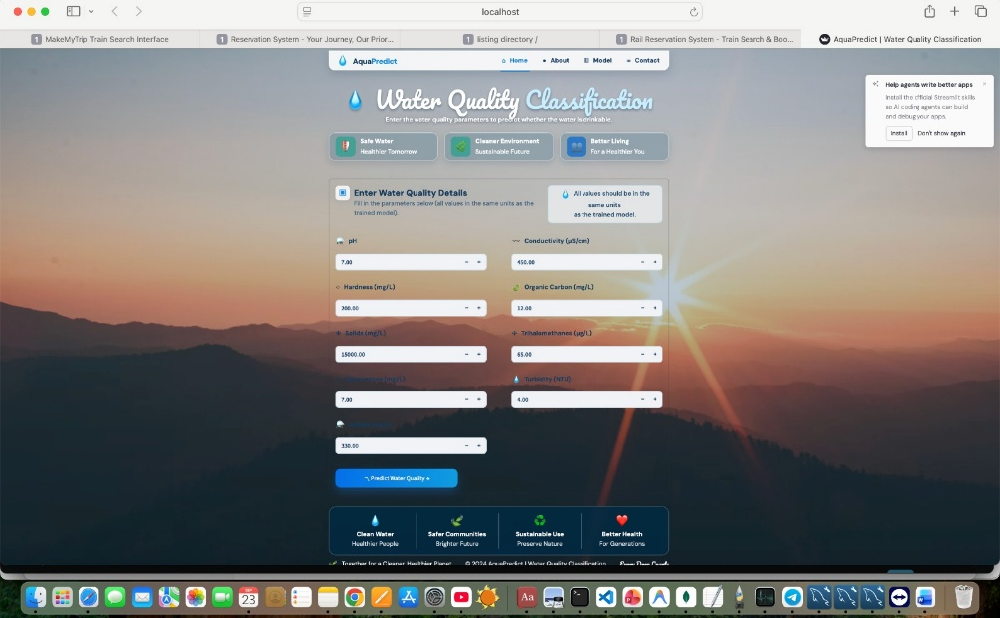 localhost
1 MakeMyTrip Train Search Interface
1 Reservation System - Your Journey, Our Prior...
1 listing directory /
1 Rail Reservation System - Train Search & Boo...
AquaPredict | Water Quality Classification
AquaPredict
Home
About
Model
Contact
Help agents write better apps
Install the official Streamlit skills
so AI coding agents can build
and debug your apps.
Install Don't show again
Water Quality Classification
Enter the water quality parameters to predict whether the water is drinkable.
Safe Water
Healthier Tomorrow
Cleaner Environment
Sustainable Future
Better Living
For a Healthier You
Enter Water Quality Details
Fill in the parameters below (all values in the same units as the
trained model).
All values should be in the
same units
as the trained model.
pH
7.00 - +
Conductivity (μS/cm)
450.00 - +
Hardness (mg/L)
200.00 - +
Organic Carbon (mg/L)
12.00 - +
Solids (mg/L)
15000.00 - +
Trihalomethanes (μg/L)
65.00 - +
(mg/L)
7.00 - +
Turbidity (NTU)
4.00 - +
330.00 - +
Predict Water Quality
Clean Water
Healthier People
Safer Communities
Brighter Future
Sustainable Use
Preserve Nature
Better Health
For Generations
Together for a Cleaner, Healthier Planet
© 2024 AquaPredict | Water Quality Classification
SEP
23
Aa